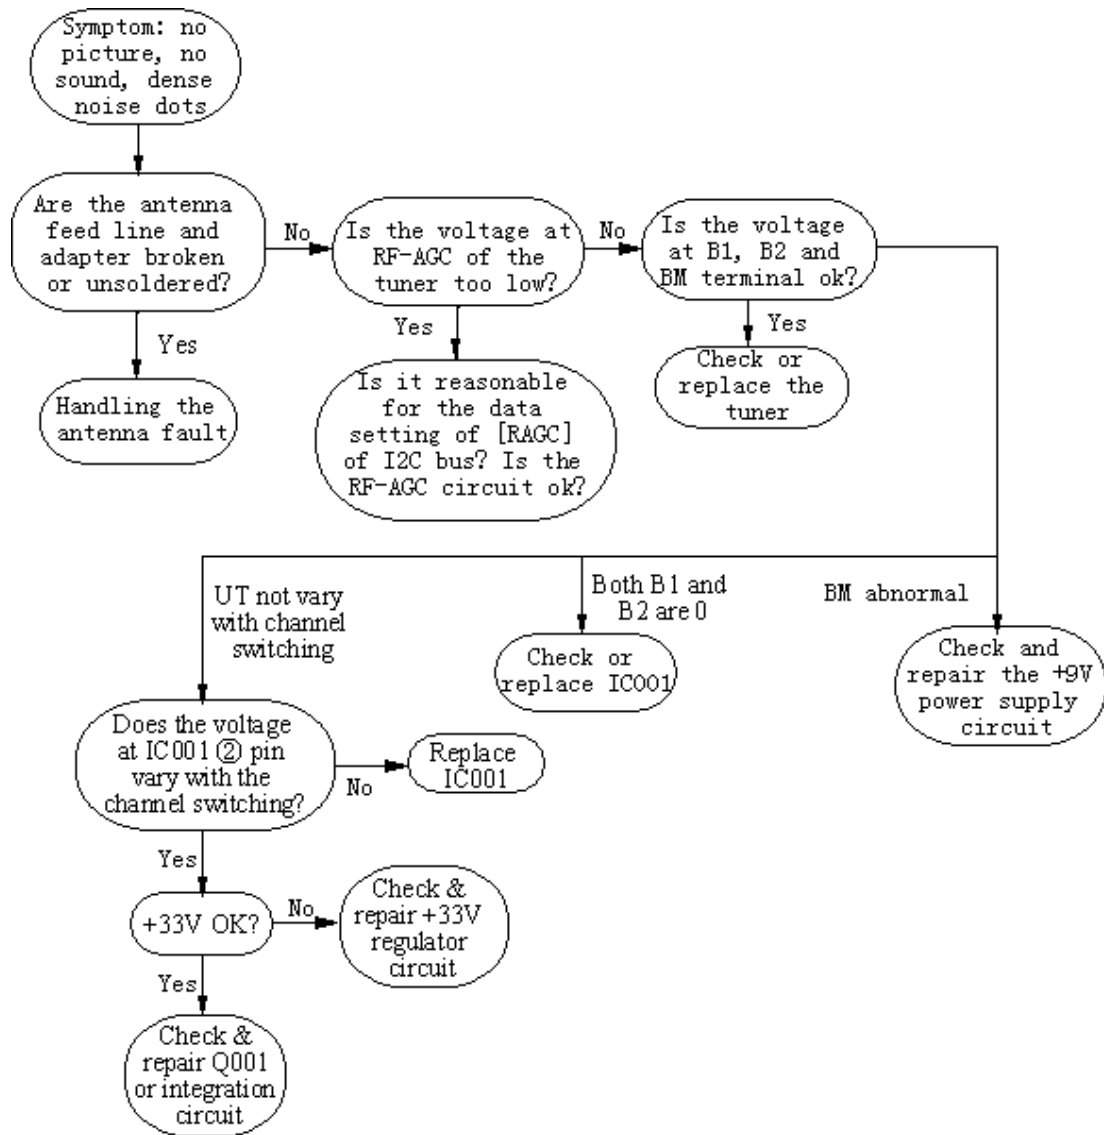 Symptom: no
picture, no
sound, dense
noise dots
Are the antenna
feed line and
adapter broken
or unsoldered?
No
Is the voltage at
RF-AGC of the
tuner too low?
No
Is the voltage
at B1, B2 and
BM terminal ok?
Yes
Yes
Yes
Handling the
antenna fault
Is it reasonable
for the data
setting of [RAGC]
of I2C bus? Is the
RF-AGC circuit ok?
Check or
replace the
tuner
UT not vary
with channel
switching
Both B1 and
B2 are 0
BM abnormal
Check or
replace IC001
Check and
repair the +9V
power supply
circuit
Does the voltage
at IC001 ② pin
vary with the
channel switching?
No
Replace
IC001
Yes
+33V OK?
No
Check &
repair +33V
regulator
circuit
Yes
Check &
repair Q001
or integration
circuit